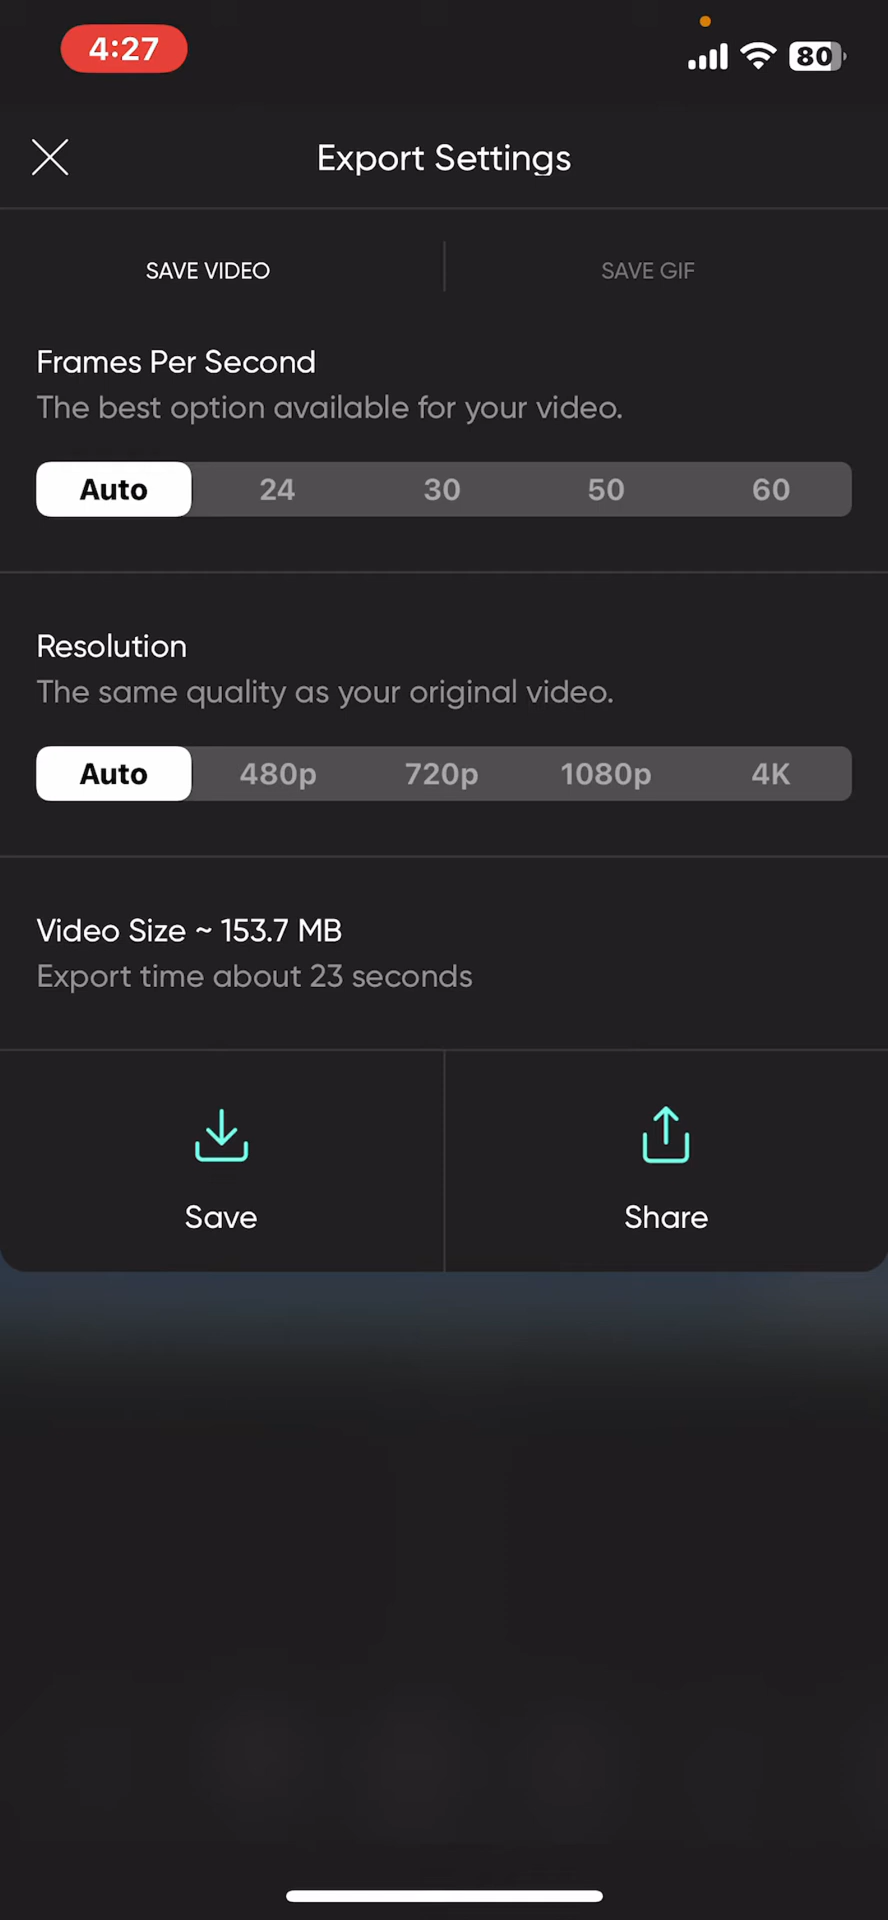 4:27
80
Export Settings
SAVE VIDEO
SAVE GIF
Frames Per Second
The best option available for your video.
Auto 24 30 50 60
Resolution
The same quality as your original video.
Auto 480p 720p 1080p 4K
Video Size ~ 153.7 MB
Export time about 23 seconds
Save
Share